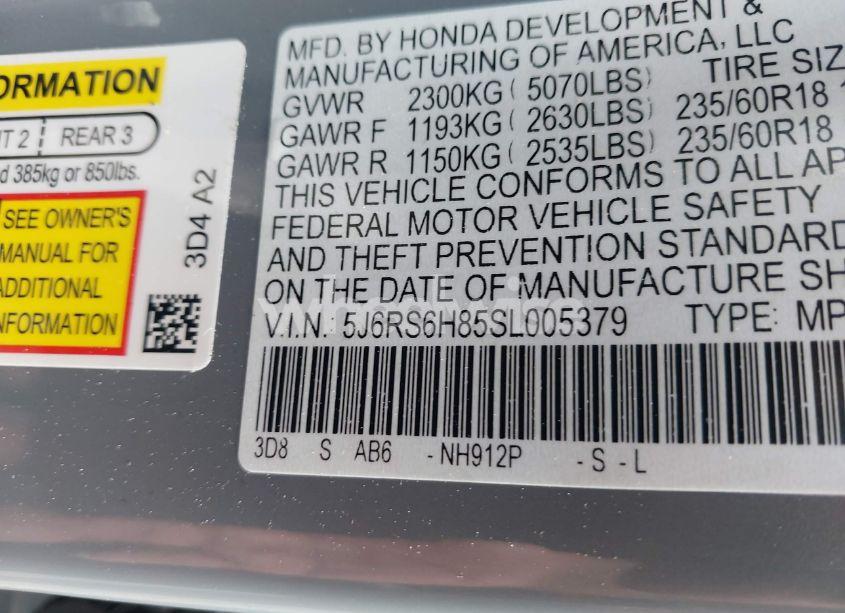 ORMATION
T 2 | REAR 3
d 385kg or 850lbs.
SEE OWNER'S
MANUAL FOR
ADDITIONAL
NFORMATION
3D4 A2
MFD. BY HONDA DEVELOPMENT &
MANUFACTURING OF AMERICA, LLC
GVWR 2300KG ( 5070LBS) TIRE SIZ
GAWR F 1193KG ( 2630LBS) 235/60R18 1
GAWR R 1150KG ( 2535LBS) 235/60R18
THIS VEHICLE CONFORMS TO ALL AP
FEDERAL MOTOR VEHICLE SAFETY
AND THEFT PREVENTION STANDARD
ON THE DATE OF MANUFACTURE SH
V.I.N. 5J6RS6H85SL005379 TYPE: MP
3D8 S AB6 - NH912P - S - L